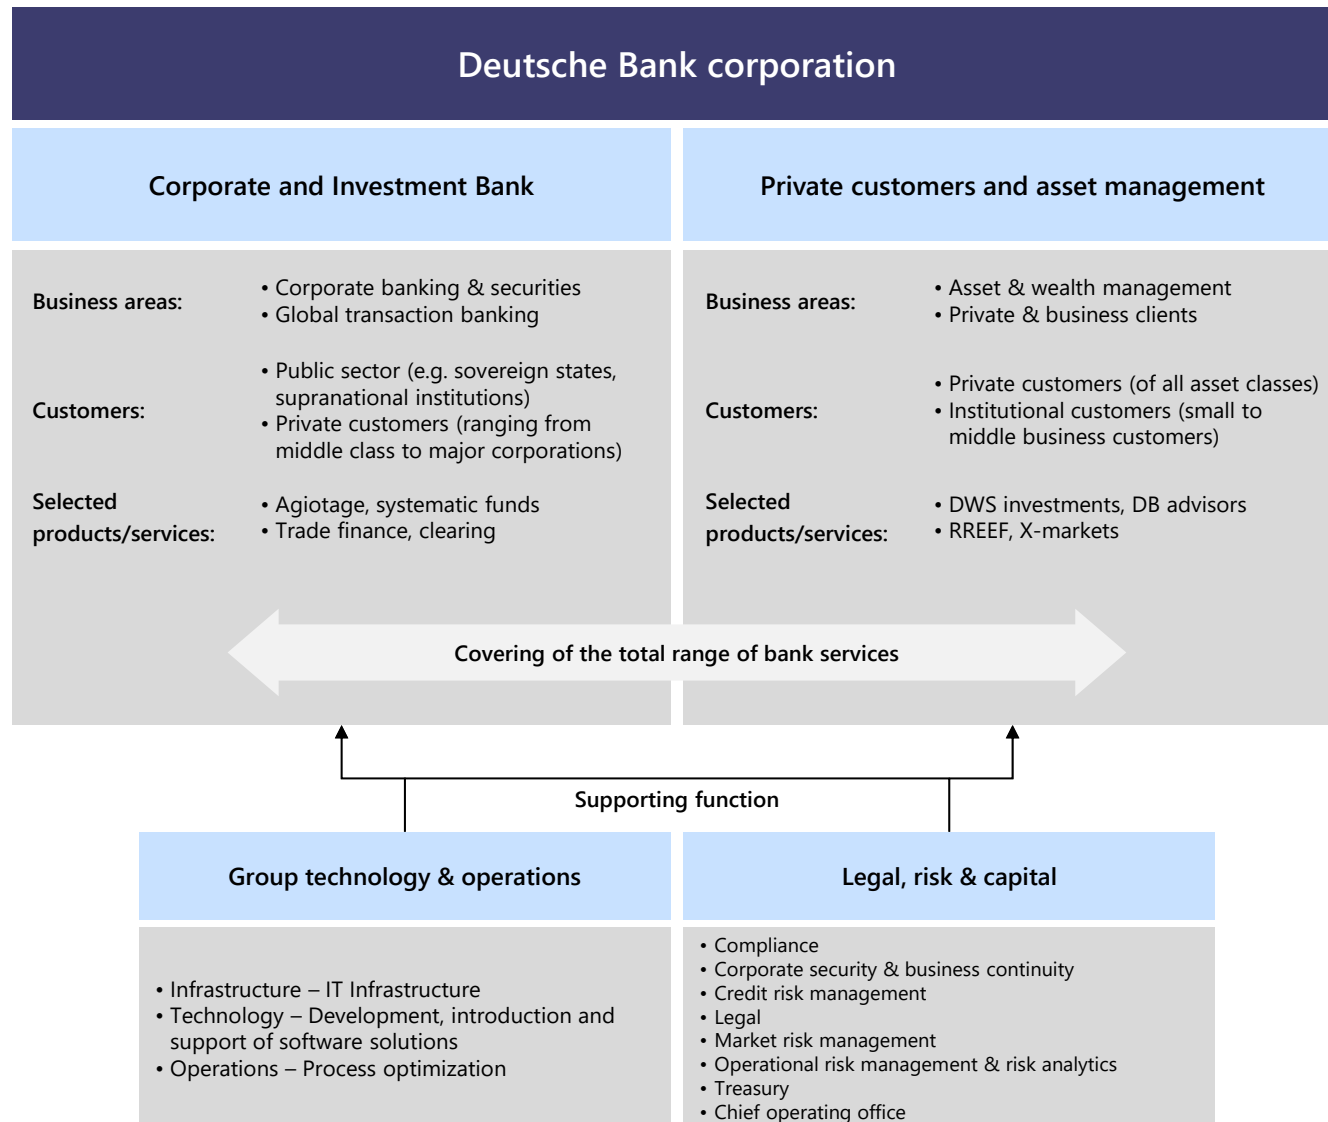 Deutsche Bank corporation
Corporate and Investment Bank
Business areas:
• Corporate banking & securities
• Global transaction banking
Customers:
• Public sector (e.g. sovereign states,
supranational institutions)
• Private customers (ranging from
middle class to major corporations)
Selected
products/services:
• Agiotage, systematic funds
• Trade finance, clearing
Private customers and asset management
Business areas:
• Asset & wealth management
• Private & business clients
Customers:
• Private customers (of all asset classes)
• Institutional customers (small to
middle business customers)
Selected
products/services:
• DWS investments, DB advisors
• RREEF, X-markets
Covering of the total range of bank services
Supporting function
Group technology & operations
• Infrastructure – IT Infrastructure
• Technology – Development, introduction and
support of software solutions
• Operations – Process optimization
Legal, risk & capital
• Compliance
• Corporate security & business continuity
• Credit risk management
• Legal
• Market risk management
• Operational risk management & risk analytics
• Treasury
• Chief operating office